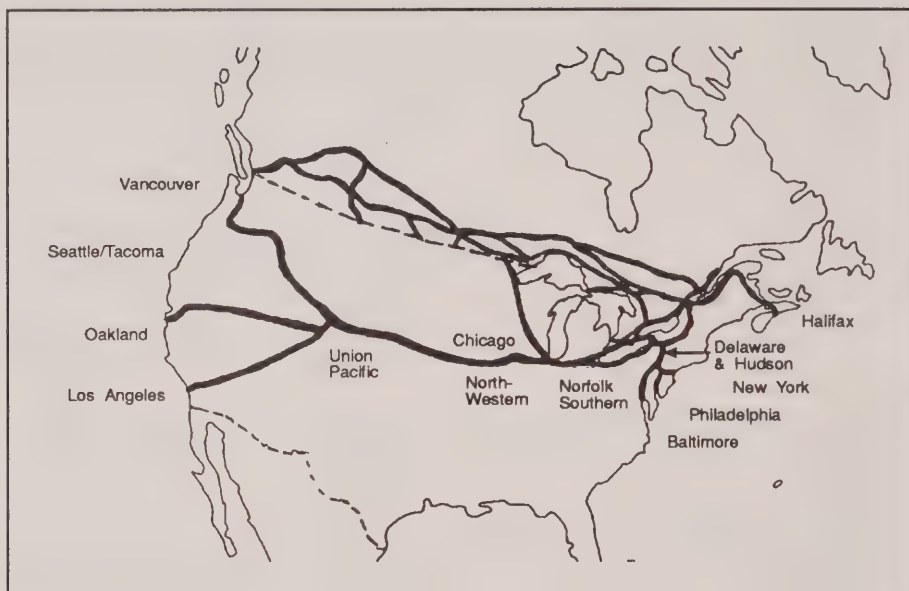 Vancouver
Seattle/Tacoma
Oakland
Los Angeles
Union
Pacific
Chicago
North-
Western
Norfolk
Southern
Halifax
Delaware
& Hudson
New York
Philadelphia
Baltimore